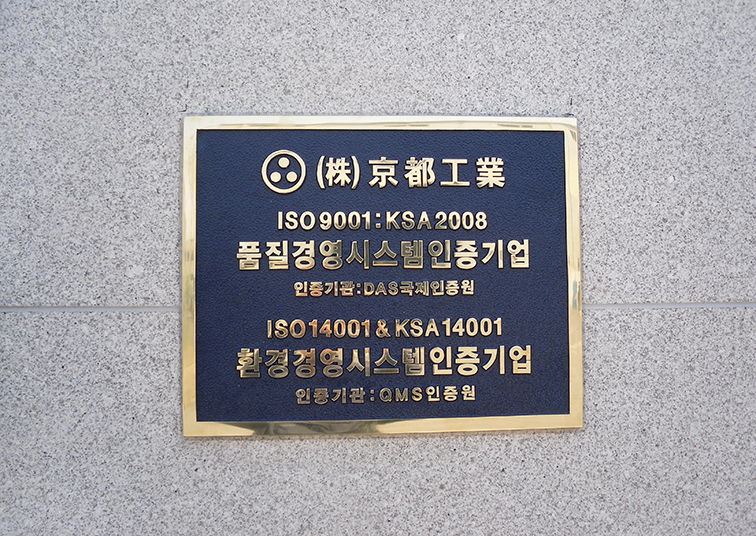 (株)京都工業
ISO 9001:KSA 2008
품질경영시스템인증기업
인증기관:DAS국제인증원
ISO 14001 & KSA 14001
환경경영시스템인증기업
인증기관:QMS인증원